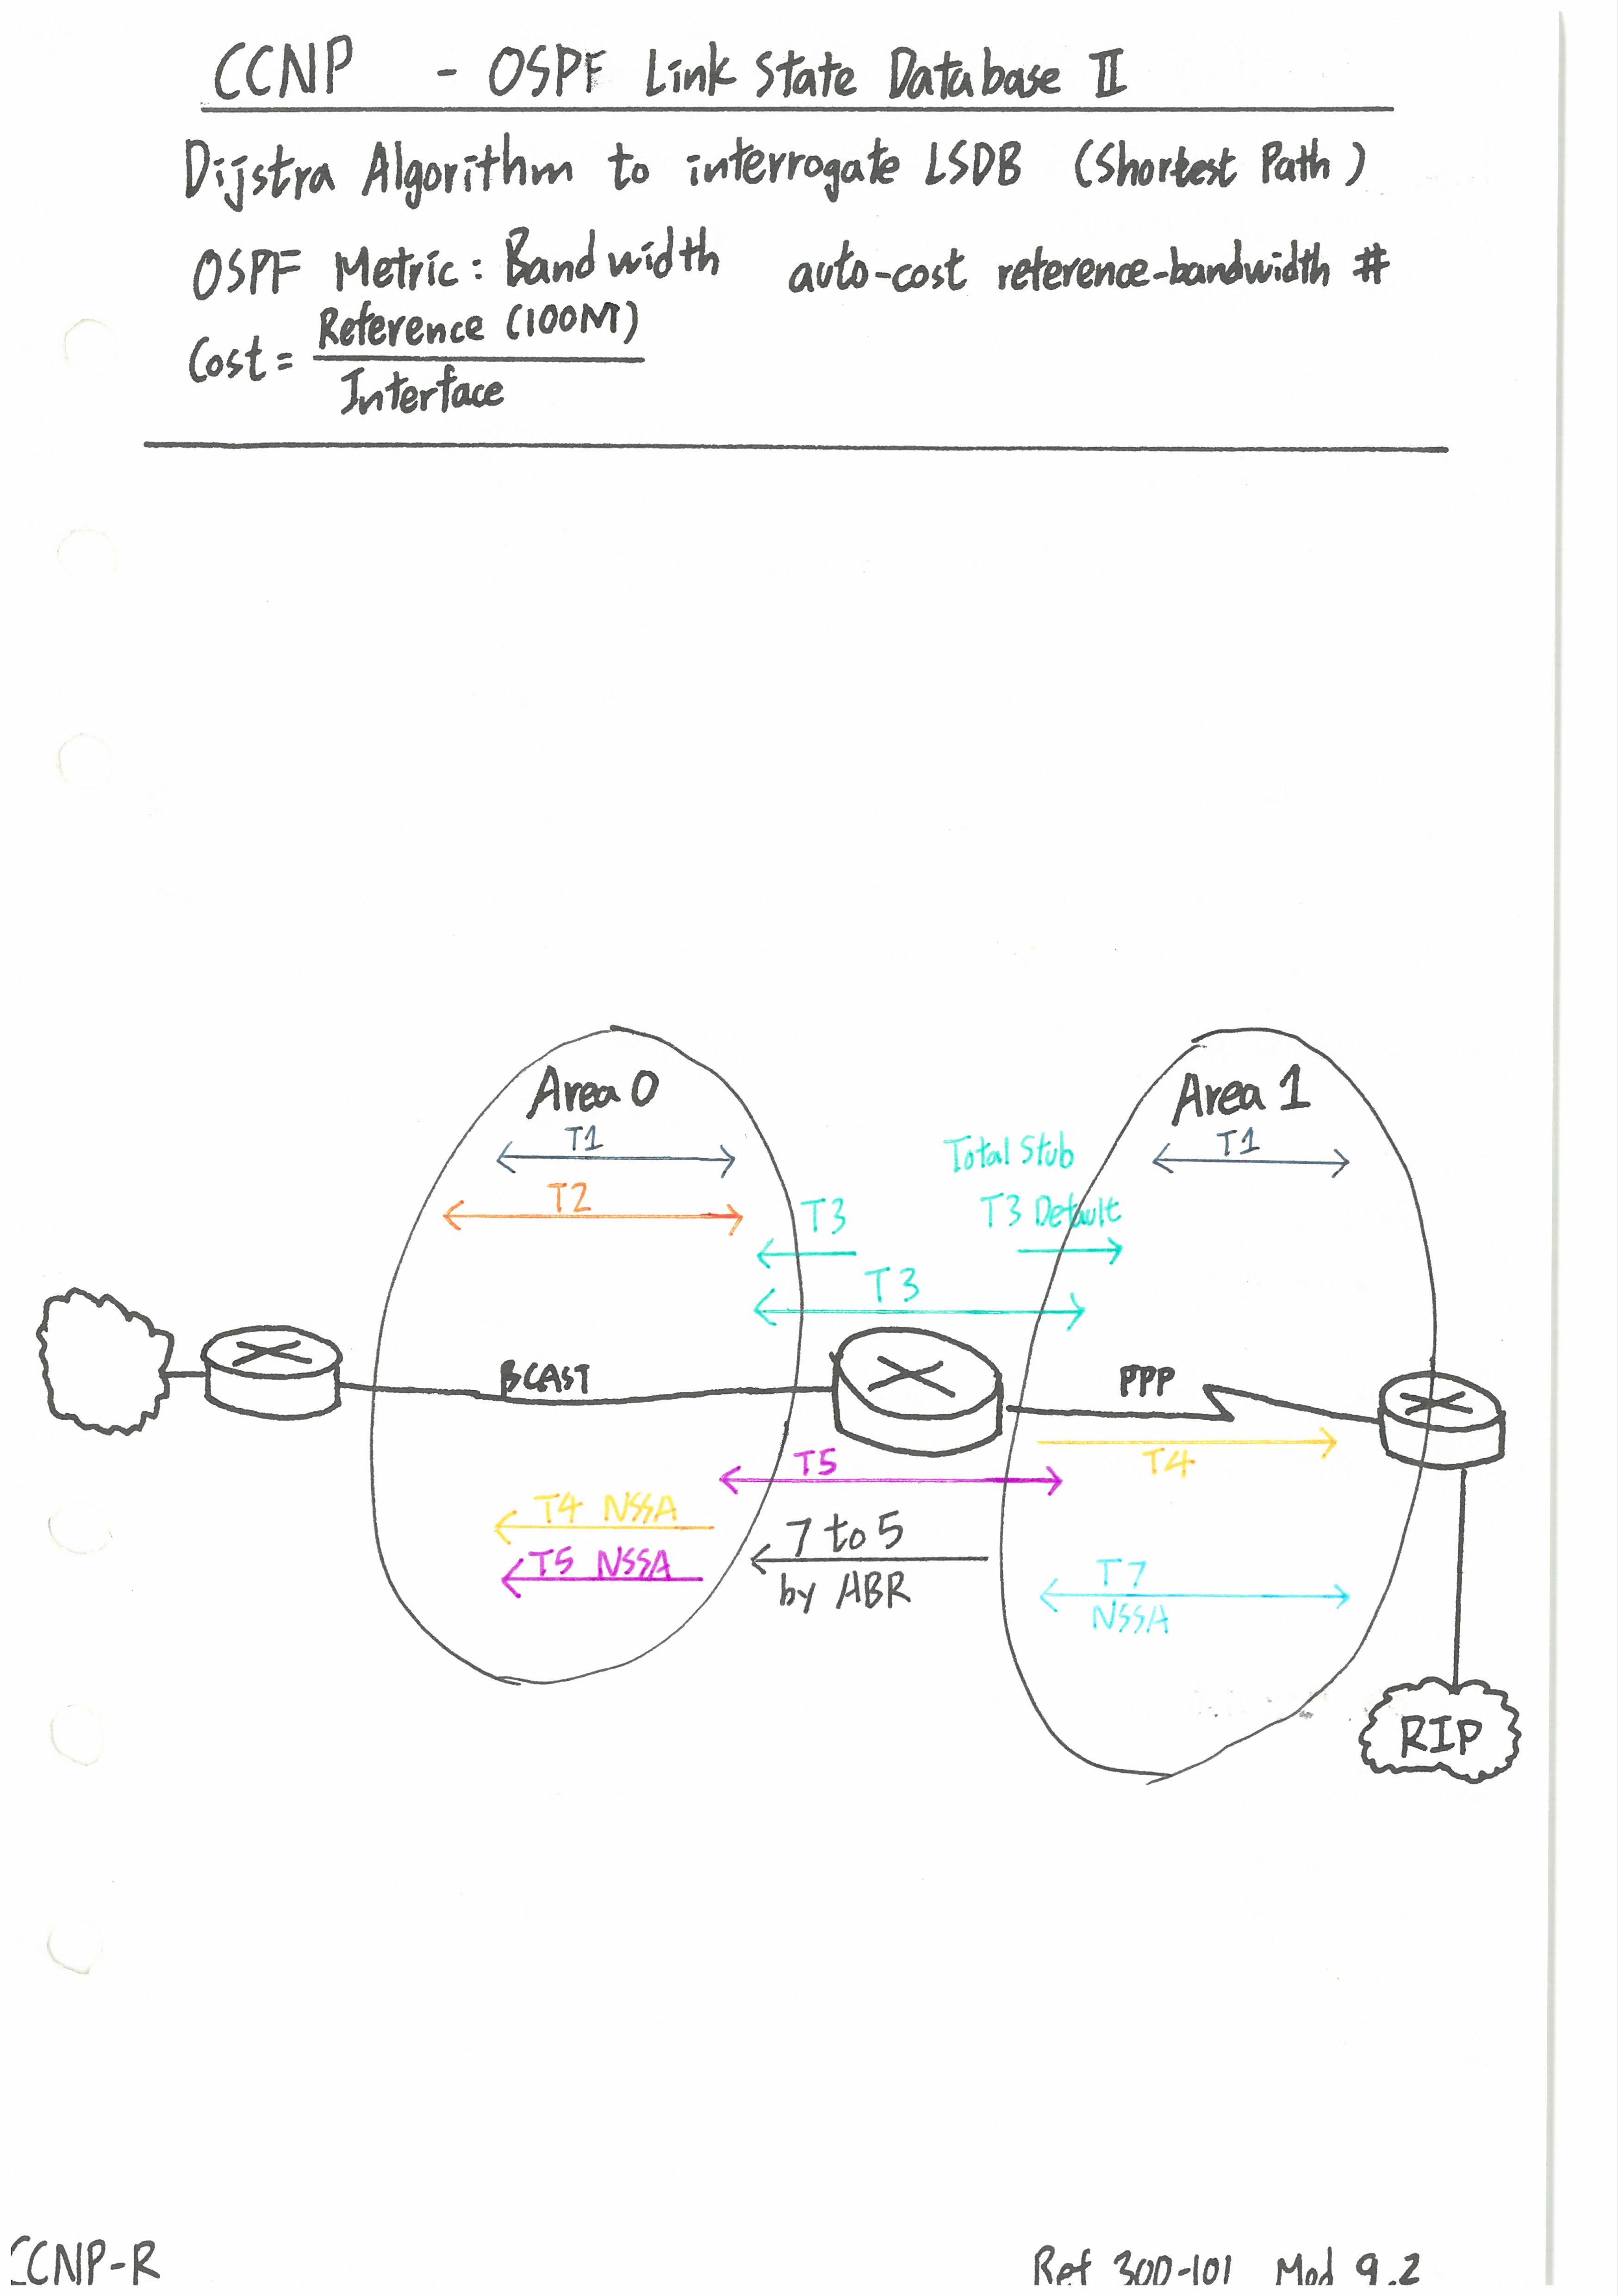 CCNP - OSPF Link State Database II
Dijstra Algorithm to interrogate LSDB (Shortest Path)
OSPF Metric: Bandwidth auto-cost reference-bandwidth #
Cost = Reference (100M)
Interface
Area 0
Area 1
T1
T1
Total Stub
T2
T3
T3 Default
T3
BCAST
PPP
T5
T4
T4 NSSA
7 to 5
T5 NSSA
by ABR
T7
NSSA
RIP
CCNP-R
Ref 300-101 Mod 9.2